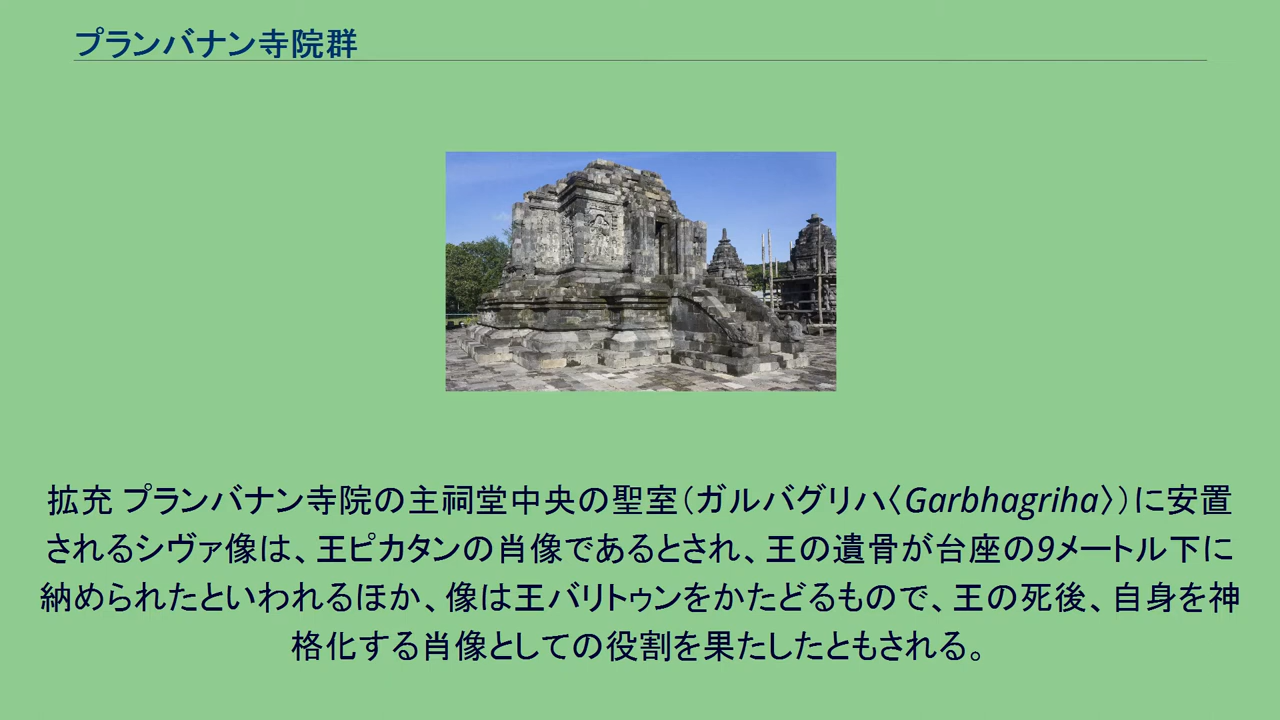 プランバナン寺院群
拡充 プランバナン寺院の主祠堂中央の聖室（ガルバグリハ〈Garbhagriha〉）に安置
されるシヴァ像は、王ピカタンの肖像であるとされ、王の遺骨が台座の9メートル下に
納められたといわれるほか、像は王バリトゥンをかたどるもので、王の死後、自身を神
格化する肖像としての役割を果たしたともされる。